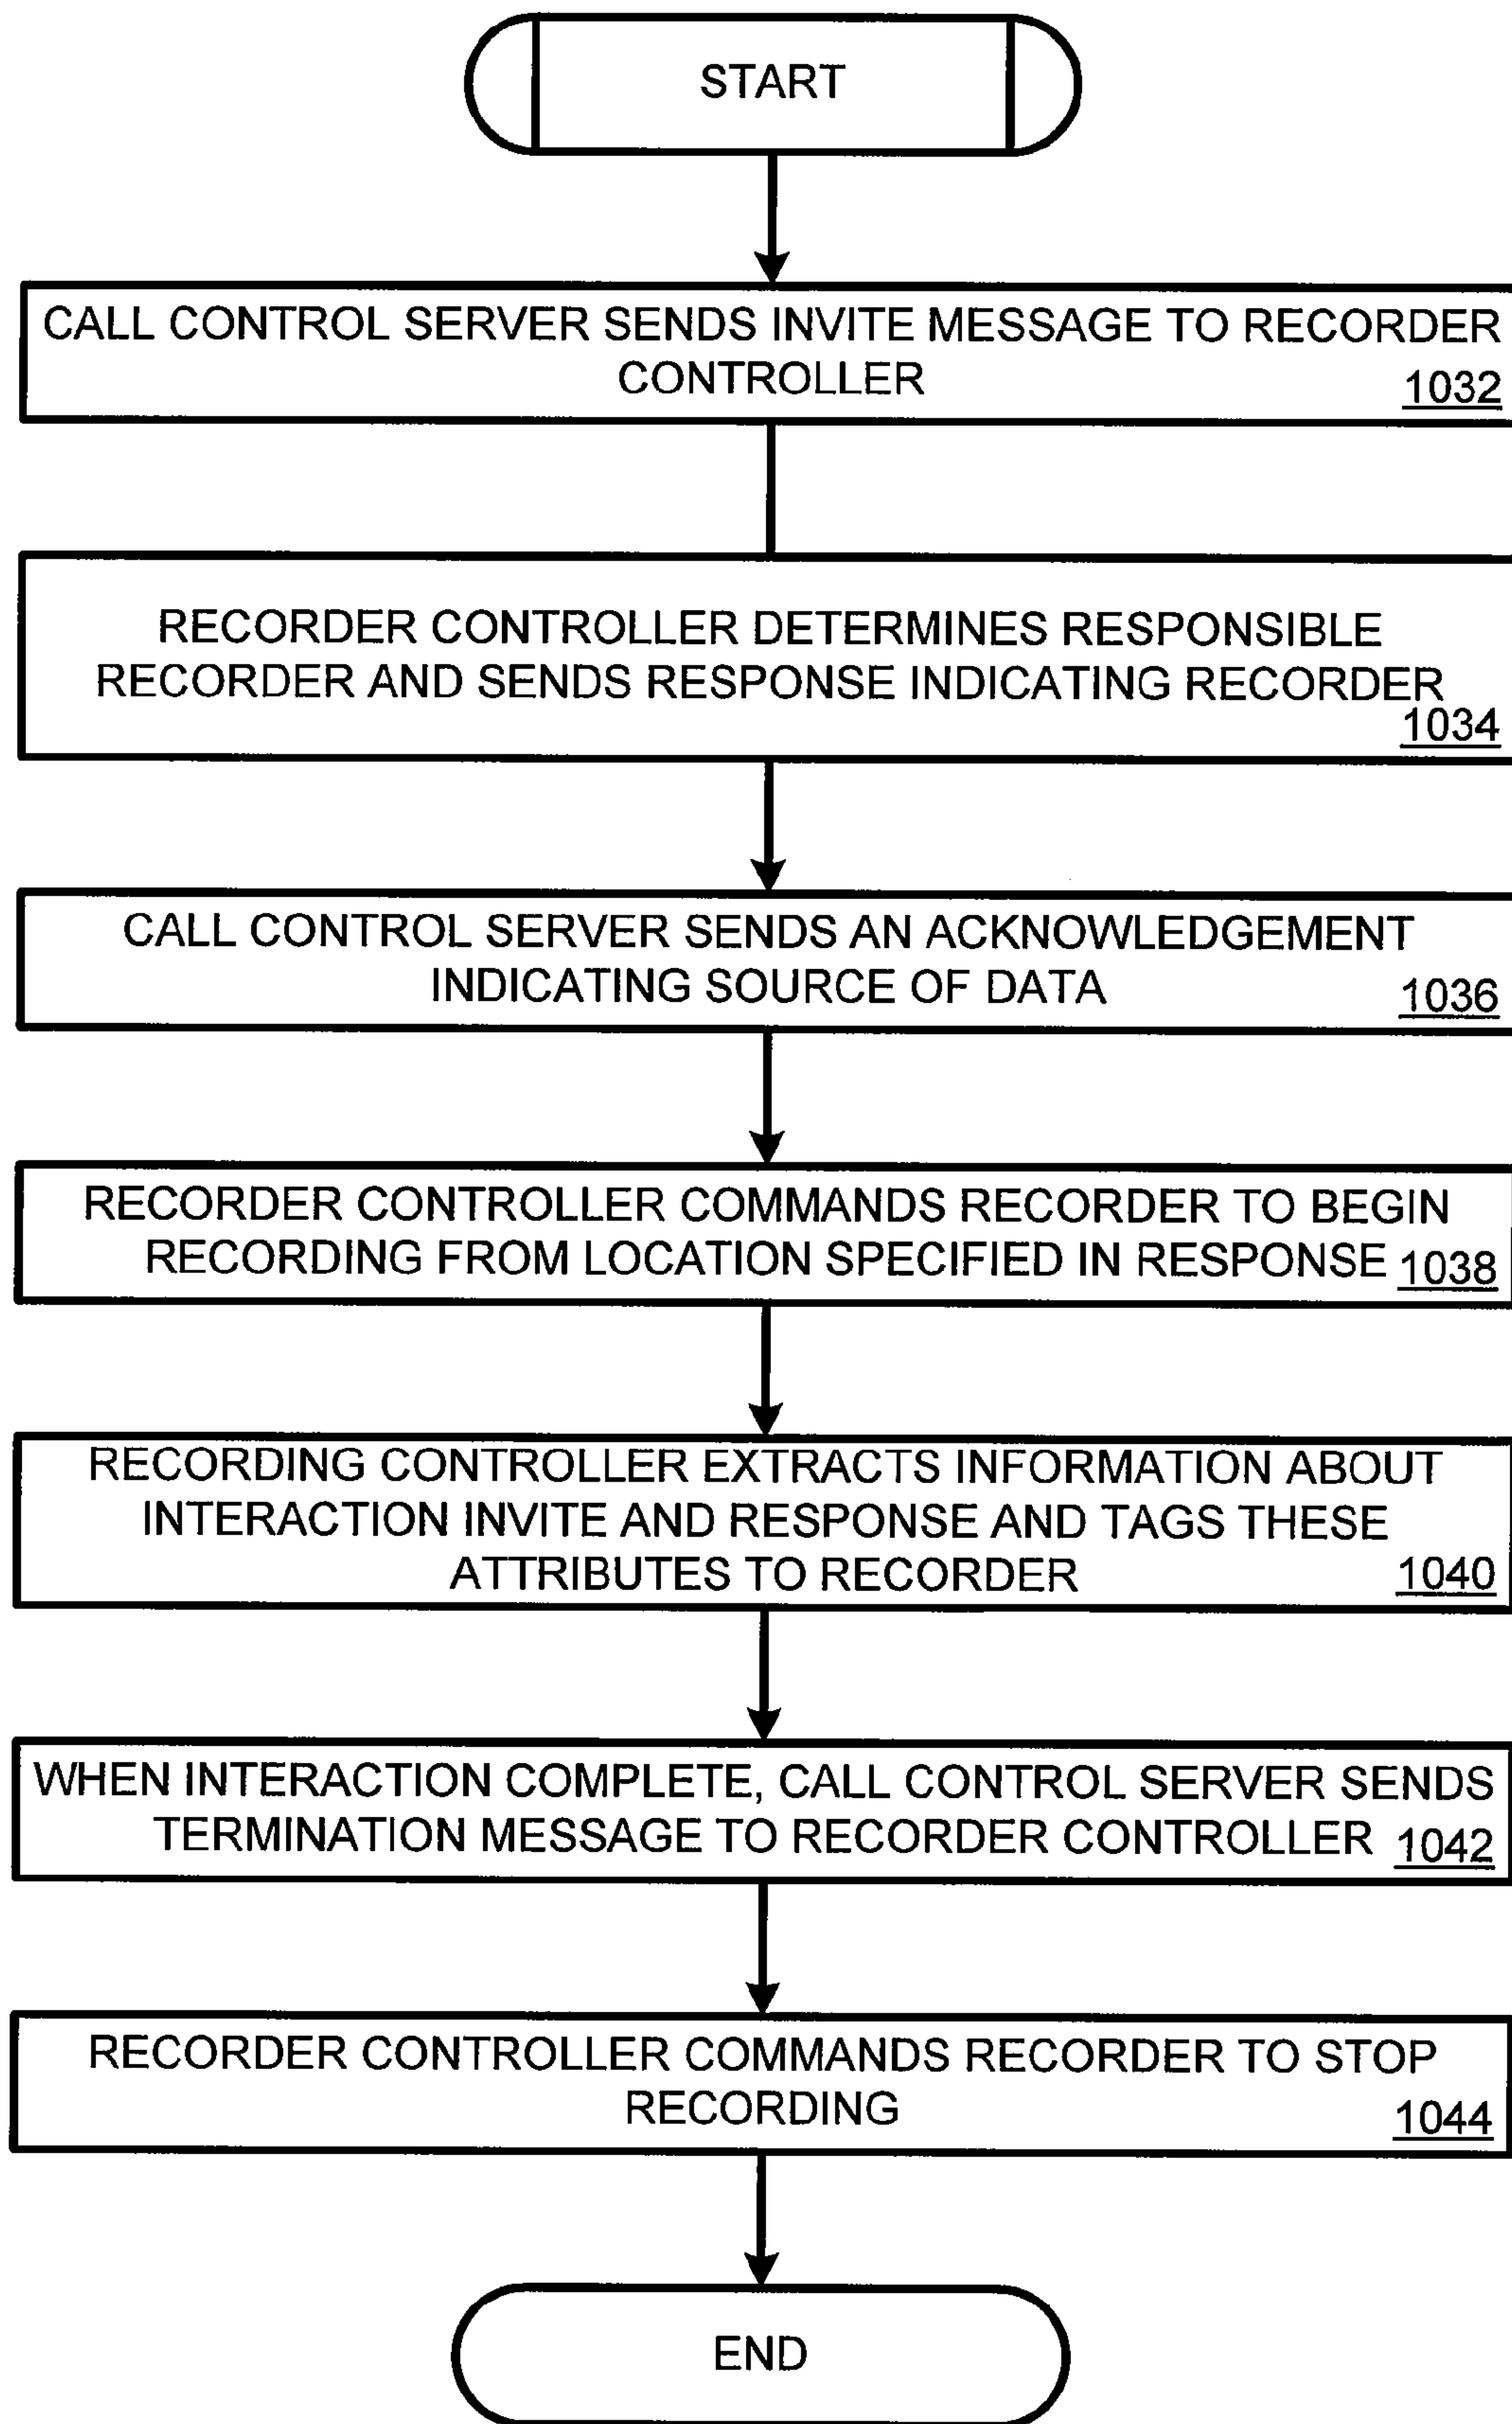 START
CALL CONTROL SERVER SENDS INVITE MESSAGE TO RECORDER
CONTROLLER
1032
RECORDER CONTROLLER DETERMINES RESPONSIBLE
RECORDER AND SENDS RESPONSE INDICATING RECORDER
1034
CALL CONTROL SERVER SENDS AN ACKNOWLEDGEMENT
INDICATING SOURCE OF DATA
1036
RECORDER CONTROLLER COMMANDS RECORDER TO BEGIN
RECORDING FROM LOCATION SPECIFIED IN RESPONSE
1038
RECORDING CONTROLLER EXTRACTS INFORMATION ABOUT
INTERACTION INVITE AND RESPONSE AND TAGS THESE
ATTRIBUTES TO RECORDER
1040
WHEN INTERACTION COMPLETE, CALL CONTROL SERVER SENDS
TERMINATION MESSAGE TO RECORDER CONTROLLER
1042
RECORDER CONTROLLER COMMANDS RECORDER TO STOP
RECORDING
1044
END